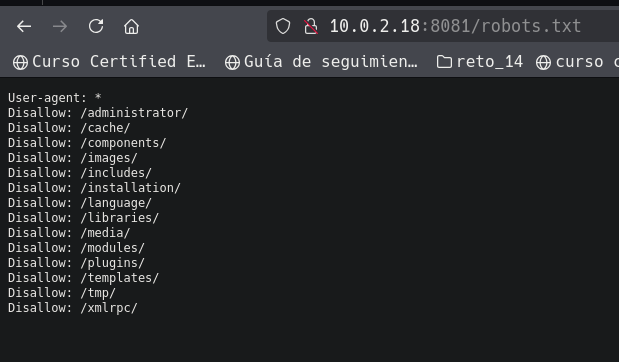 10.0.2.18:8081/robots.txt
Curso Certified E… Guía de seguimien… reto_14 curso
User-agent: *
Disallow: /administrator/
Disallow: /cache/
Disallow: /components/
Disallow: /images/
Disallow: /includes/
Disallow: /installation/
Disallow: /language/
Disallow: /libraries/
Disallow: /media/
Disallow: /modules/
Disallow: /plugins/
Disallow: /templates/
Disallow: /tmp/
Disallow: /xmlrpc/